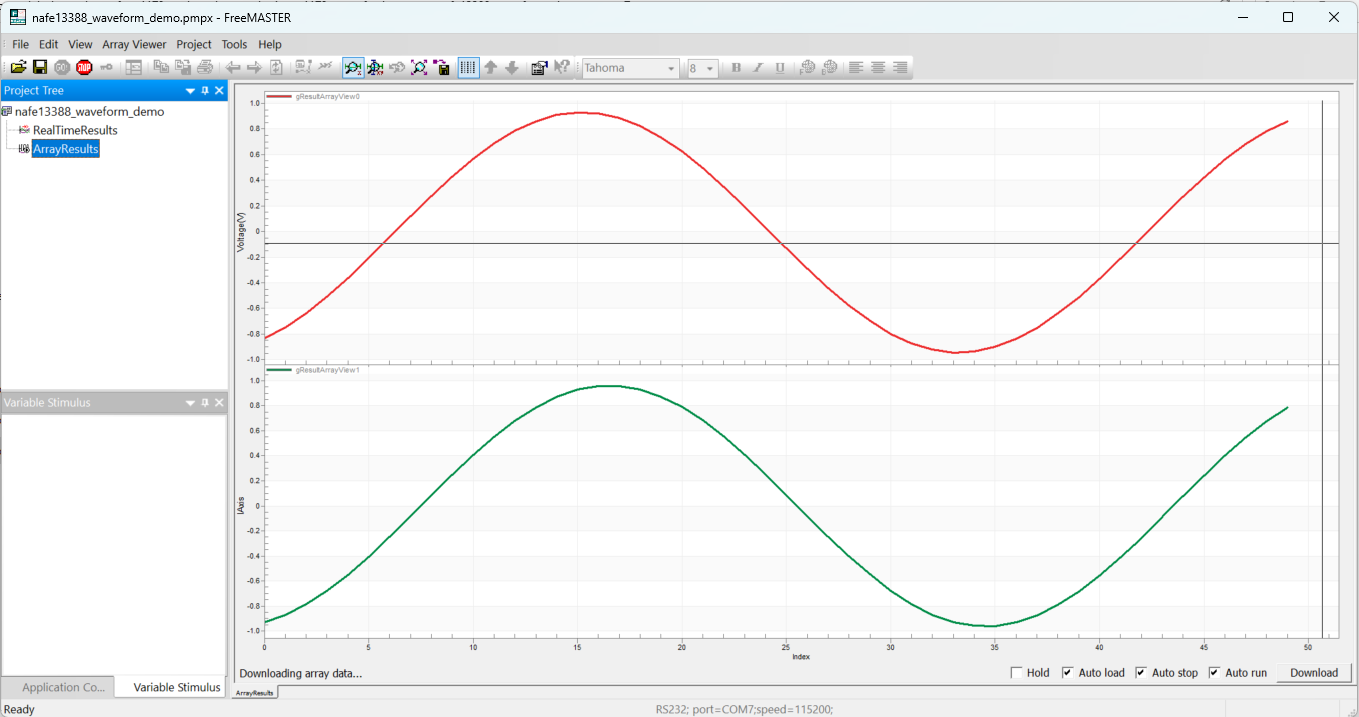 nafe13388_waveform_demo.pmpx - FreeMASTER
File Edit View Array Viewer Project Tools Help
GO! STOP Tahoma 8 B I U
Project Tree
nafe13388_waveform_demo
RealTimeResults
ArrayResults
Variable Stimulus
Application Co... Variable Stimulus
gResultArrayView0
1.0
0.8
0.6
0.4
0.2
0
-0.2
-0.4
-0.6
-0.8
-1.0
Voltage(V)
gResultArrayView1
1.0
0.8
0.6
0.4
0.2
0
-0.2
-0.4
-0.6
-0.8
-1.0
IAxis
0 5 10 15 20 25 30 35 40 45 50
Index
Downloading array data... Hold Auto load Auto stop Auto run Download
ArrayResults
Ready RS232; port=COM7;speed=115200;